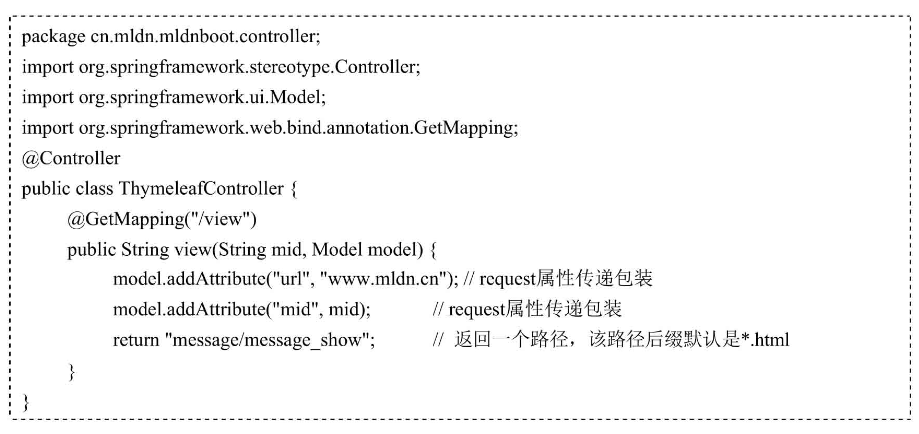 package cn.mldn.mldnboot.controller;
import org.springframework.stereotype.Controller;
import org.springframework.ui.Model;
import org.springframework.web.bind.annotation.GetMapping;
@Controller
public class ThymeleafController {
@GetMapping("/view")
public String view(String mid, Model model) {
model.addAttribute("url", "www.mldn.cn"); // request属性传递包装
model.addAttribute("mid", mid); // request属性传递包装
return "message/message_show"; // 返回一个路径，该路径后缀默认是*.html
}
}